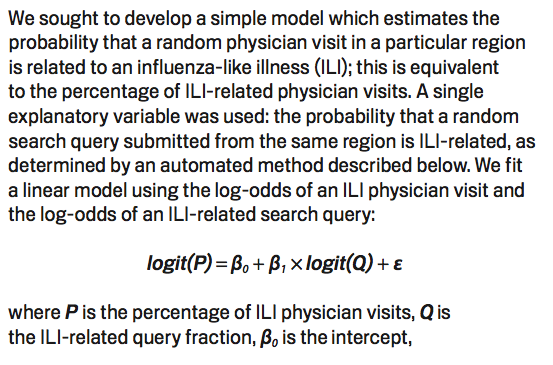 We sought to develop a simple model which estimates the
probability that a random physician visit in a particular region
is related to an influenza-like illness (ILI); this is equivalent
to the percentage of ILI-related physician visits. A single
explanatory variable was used: the probability that a random
search query submitted from the same region is ILI-related, as
determined by an automated method described below. We fit
a linear model using the log-odds of an ILI physician visit and
the log-odds of an ILI-related search query:
logit(P) = β₀ + β₁ × logit(Q) + ε
where P is the percentage of ILI physician visits, Q is
the ILI-related query fraction, β₀ is the intercept,